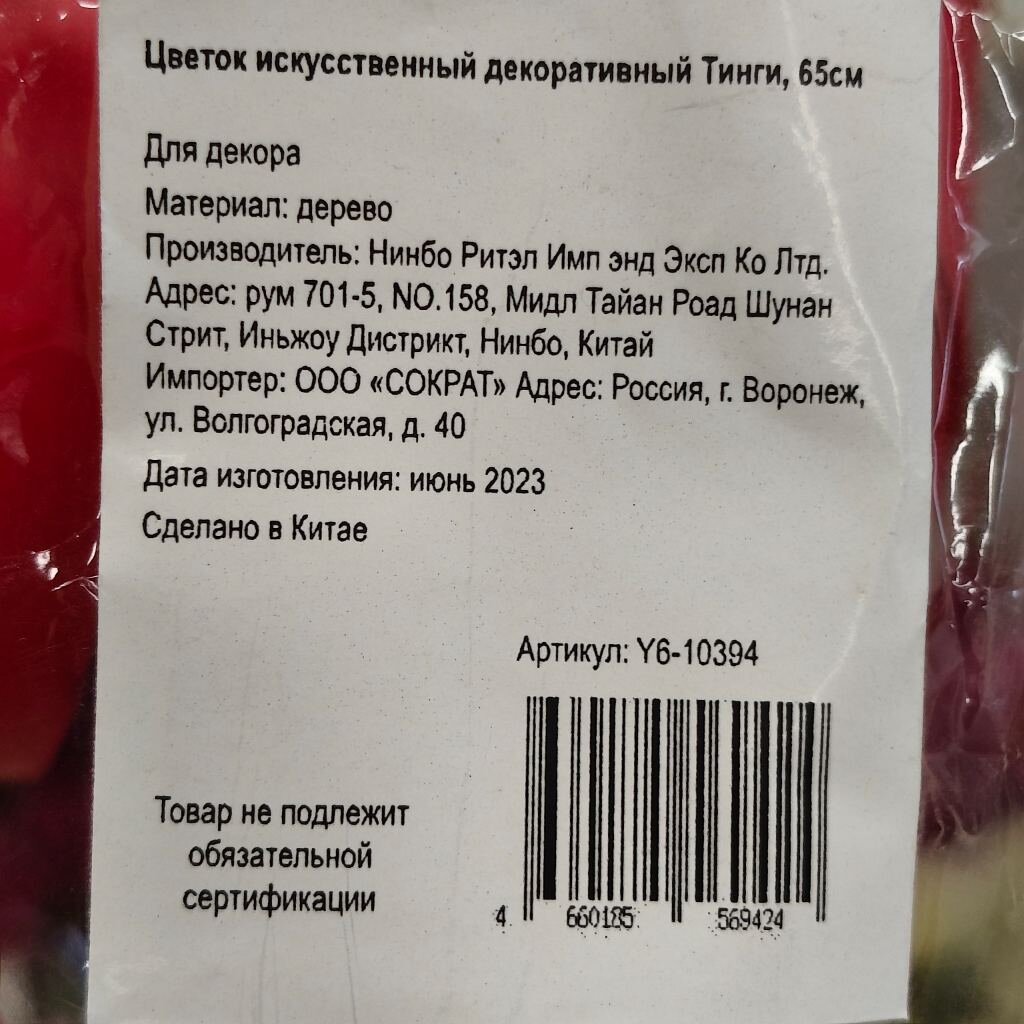 Цветок искусственный декоративный Тинги, 65см
Для декора
Материал: дерево
Производитель: Нинбо Ритэл Имп энд Эксп Ко Лтд.
Адрес: рум 701-5, NO.158, Мидл Тайан Роад Шунан
Стрит, Иньжоу Дистрикт, Нинбо, Китай
Импортер: ООО «СОКРАТ» Адрес: Россия, г. Воронеж,
ул. Волгоградская, д. 40
Дата изготовления: июнь 2023
Сделано в Китае
Артикул: Y6-10394
Товар не подлежит
обязательной
сертификации
4 660185 569424